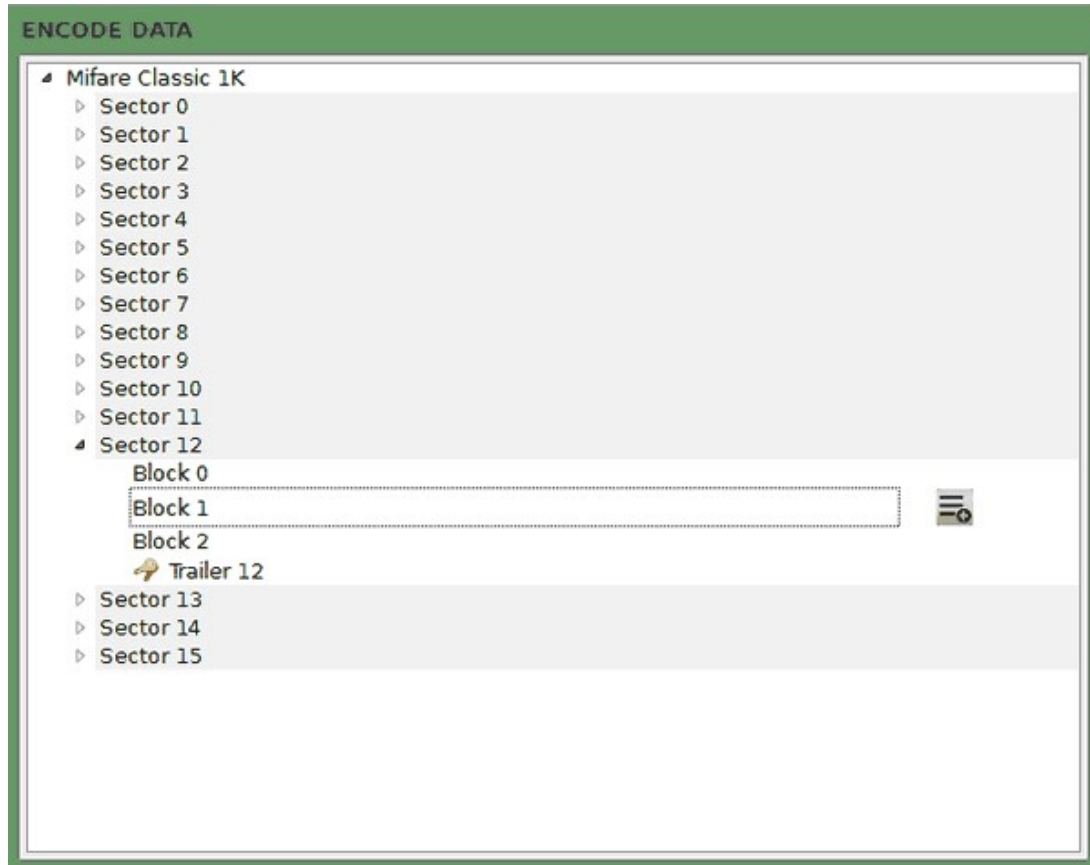 ENCODE DATA
Mifare Classic 1K
Sector 0
Sector 1
Sector 2
Sector 3
Sector 4
Sector 5
Sector 6
Sector 7
Sector 8
Sector 9
Sector 10
Sector 11
Sector 12
Block 0
Block 1
Block 2
Trailer 12
Sector 13
Sector 14
Sector 15